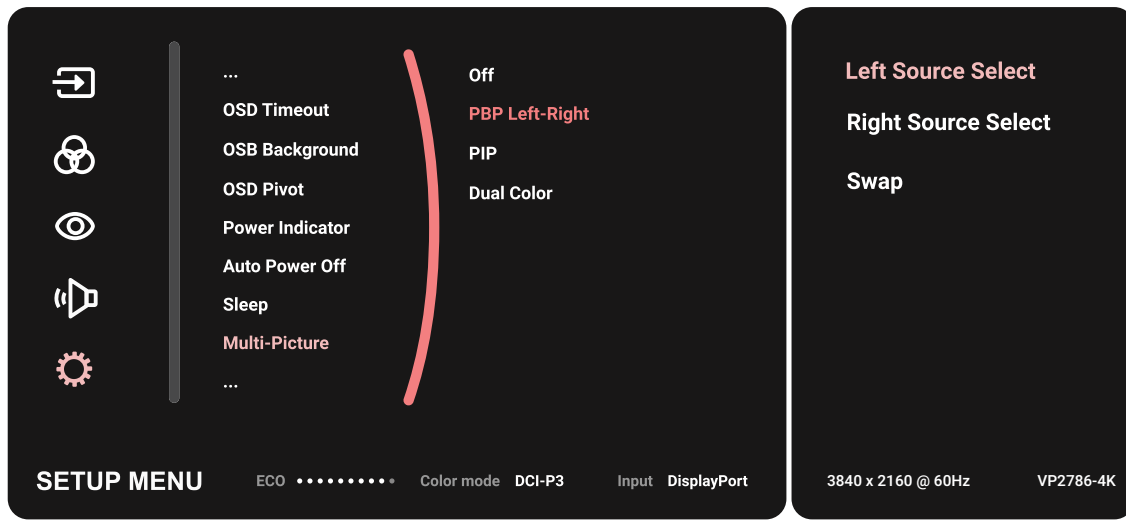 ...
OSD Timeout
OSB Background
OSD Pivot
Power Indicator
Auto Power Off
Sleep
Multi-Picture
...
Off
PBP Left-Right
PIP
Dual Color
Left Source Select
Right Source Select
Swap
SETUP MENU
ECO
Color mode DCI-P3
Input DisplayPort
3840 x 2160 @ 60Hz
VP2786-4K